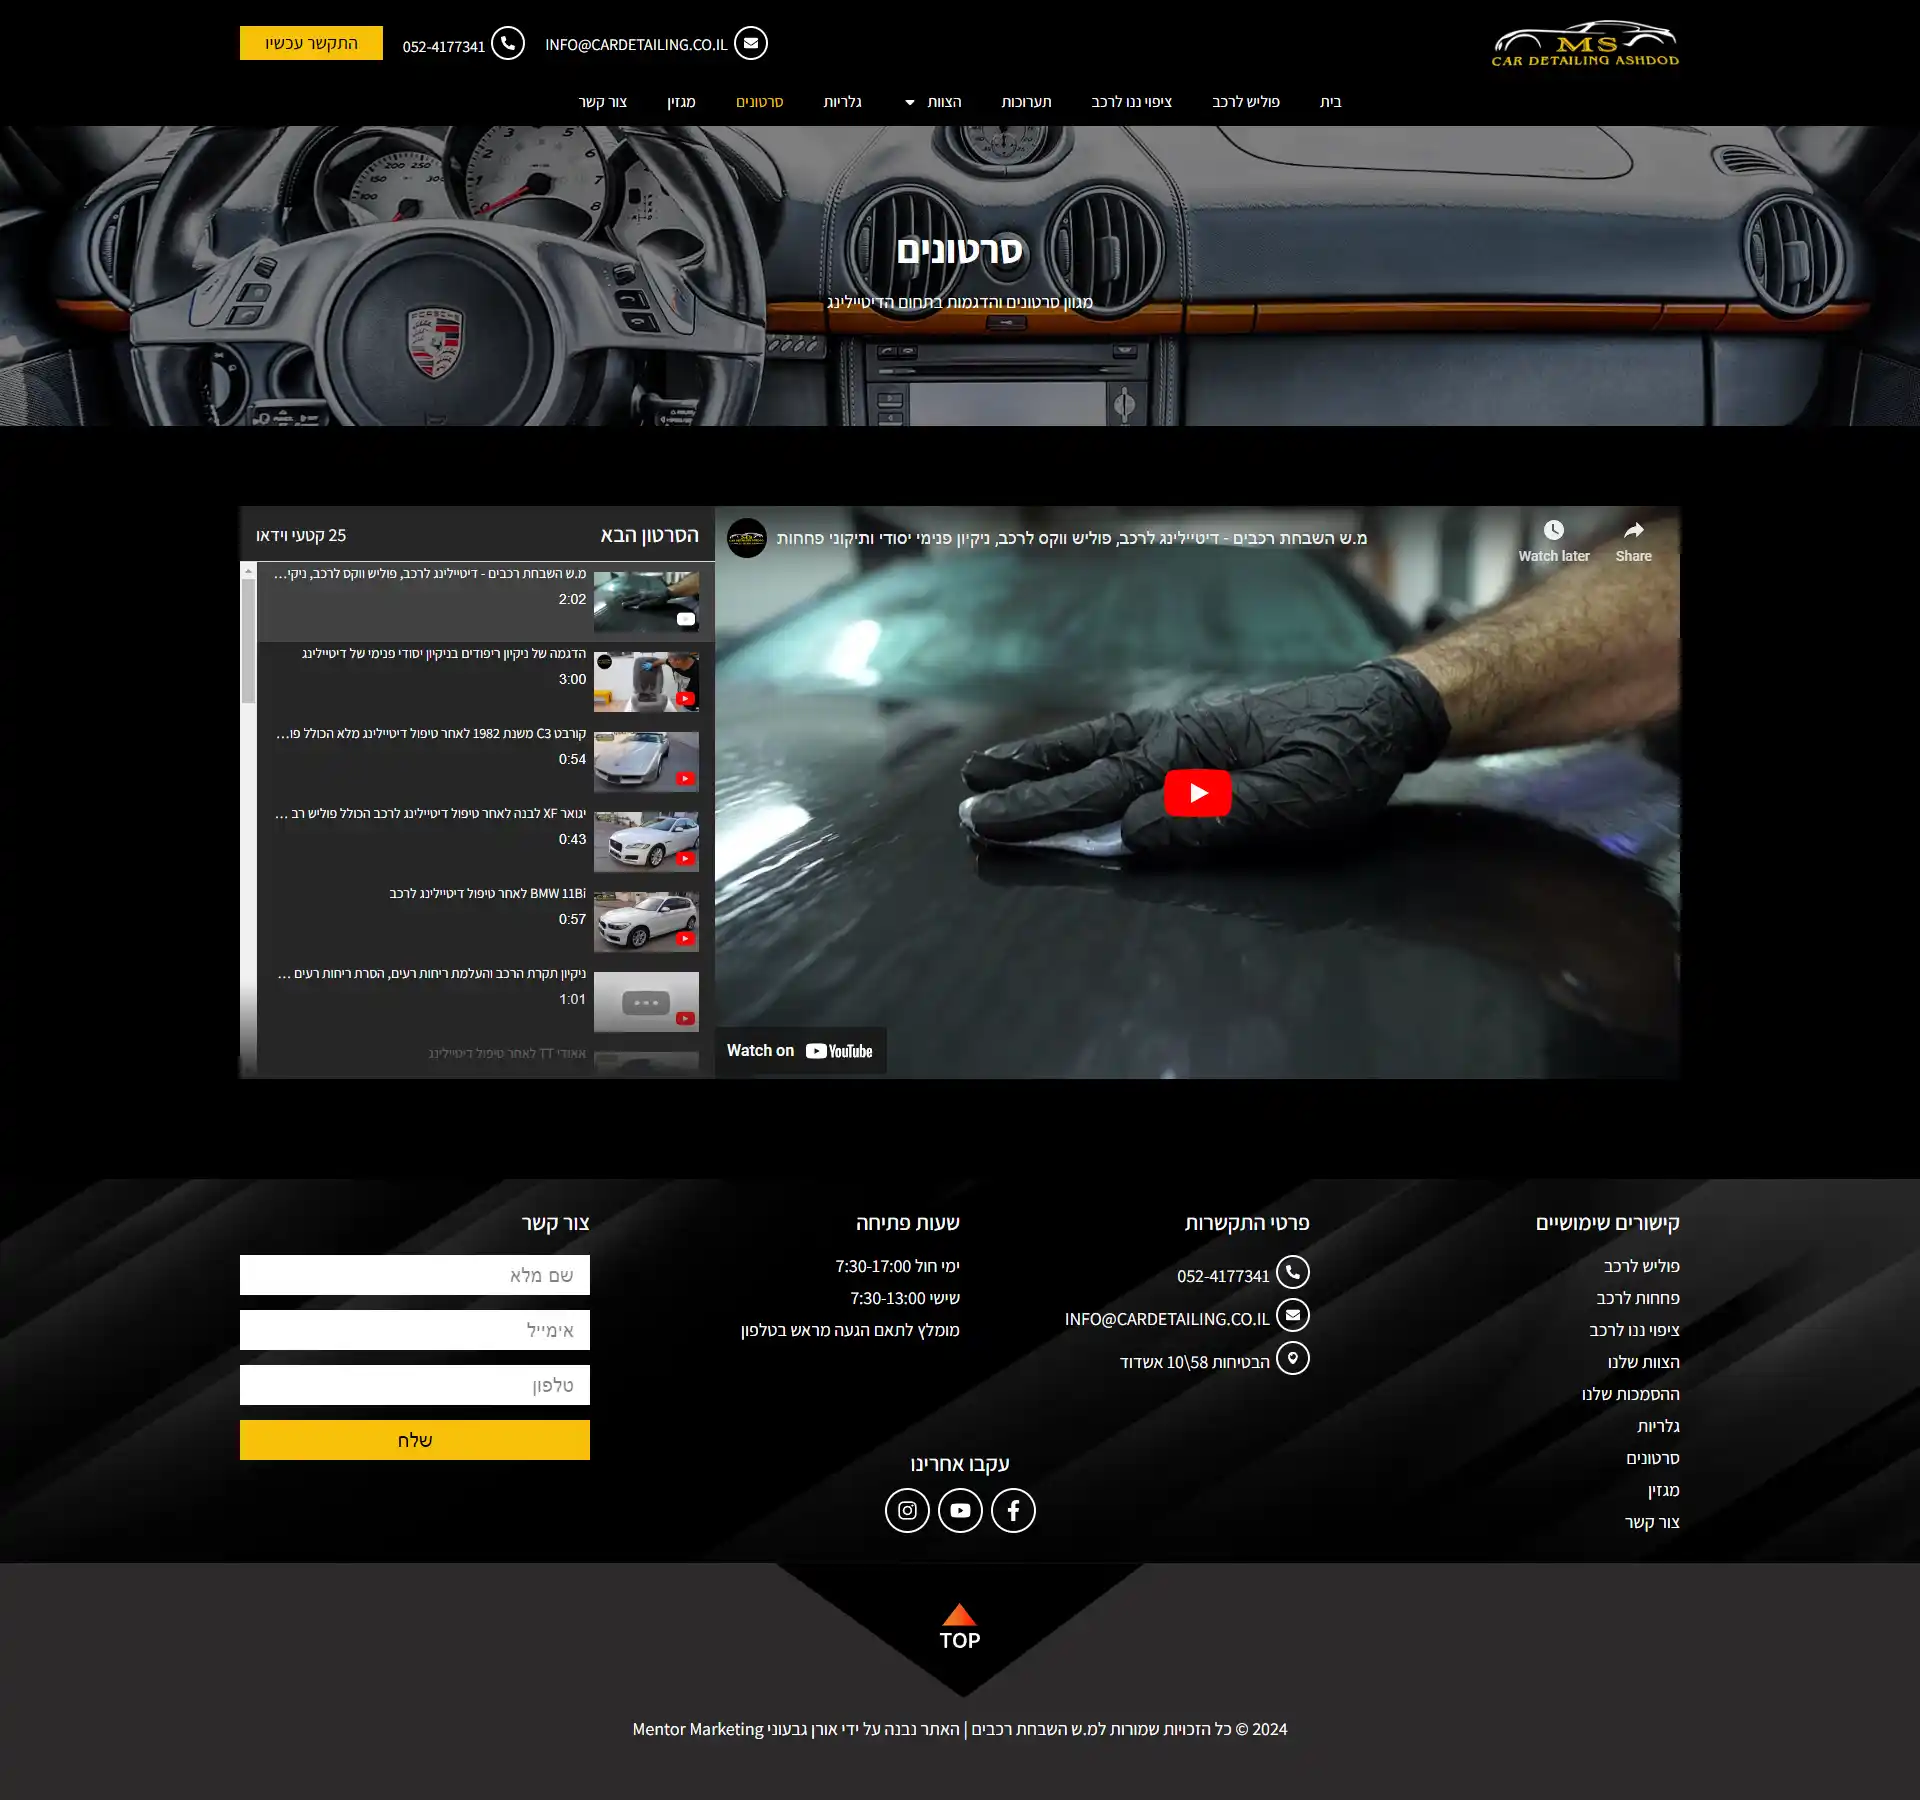 MS
CAR DETAILING ASHDOD
INFO@CARDETAILING.CO.IL
052-4177341
התקשר עכשיו
בית
פוליש לרכב
ציפוי ננו לרכב
תערוכות
הצוות
גלריות
סרטונים
מגזין
צור קשר
סרטונים
מגוון סרטונים והדגמות בתחום הדיטיילינג
מ.ש השבחת רכבים - דיטיילינג לרכב, פוליש ווקס לרכב, ניקיון פנימי יסודי ותיקוני פחחות
Watch later
Share
Watch on YouTube
הסרטון הבא
25 קטעי וידאו
מ.ש השבחת רכבים - דיטיילינג לרכב, פוליש ווקס לרכב, ניקי...
2:02
הדגמה של ניקיון ריפודים בניקיון יסודי פנימי של דיטיילינג
3:00
קורבט C3 משנת 1982 לאחר טיפול דיטיילינג מלא הכולל פו...
0:54
יגואר XF לבנה לאחר טיפול דיטיילינג לרכב הכולל פוליש רב ...
0:43
BMW 118i לאחר טיפול דיטיילינג לרכב
0:57
ניקיון תקרת הרכב והעלמת ריחות רעים, הסרת ריחות רעים ...
1:01
אאודי TT לאחר טיפול דיטיילינג
קישורים שימושיים
פוליש לרכב
פחחות לרכב
ציפוי ננו לרכב
הצוות שלנו
ההסמכות שלנו
גלריות
סרטונים
מגזין
צור קשר
פרטי התקשרות
052-4177341
INFO@CARDETAILING.CO.IL
הבטיחות 58\10 אשדוד
שעות פתיחה
ימי חול 7:30-17:00
שישי 7:30-13:00
מומלץ לתאם הגעה מראש בטלפון
עקבו אחרינו
צור קשר
שם מלא
אימייל
טלפון
שלח
TOP
2024 © כל הזכויות שמורות למ.ש השבחת רכבים | האתר נבנה על ידי אורן גבעוני Mentor Marketing